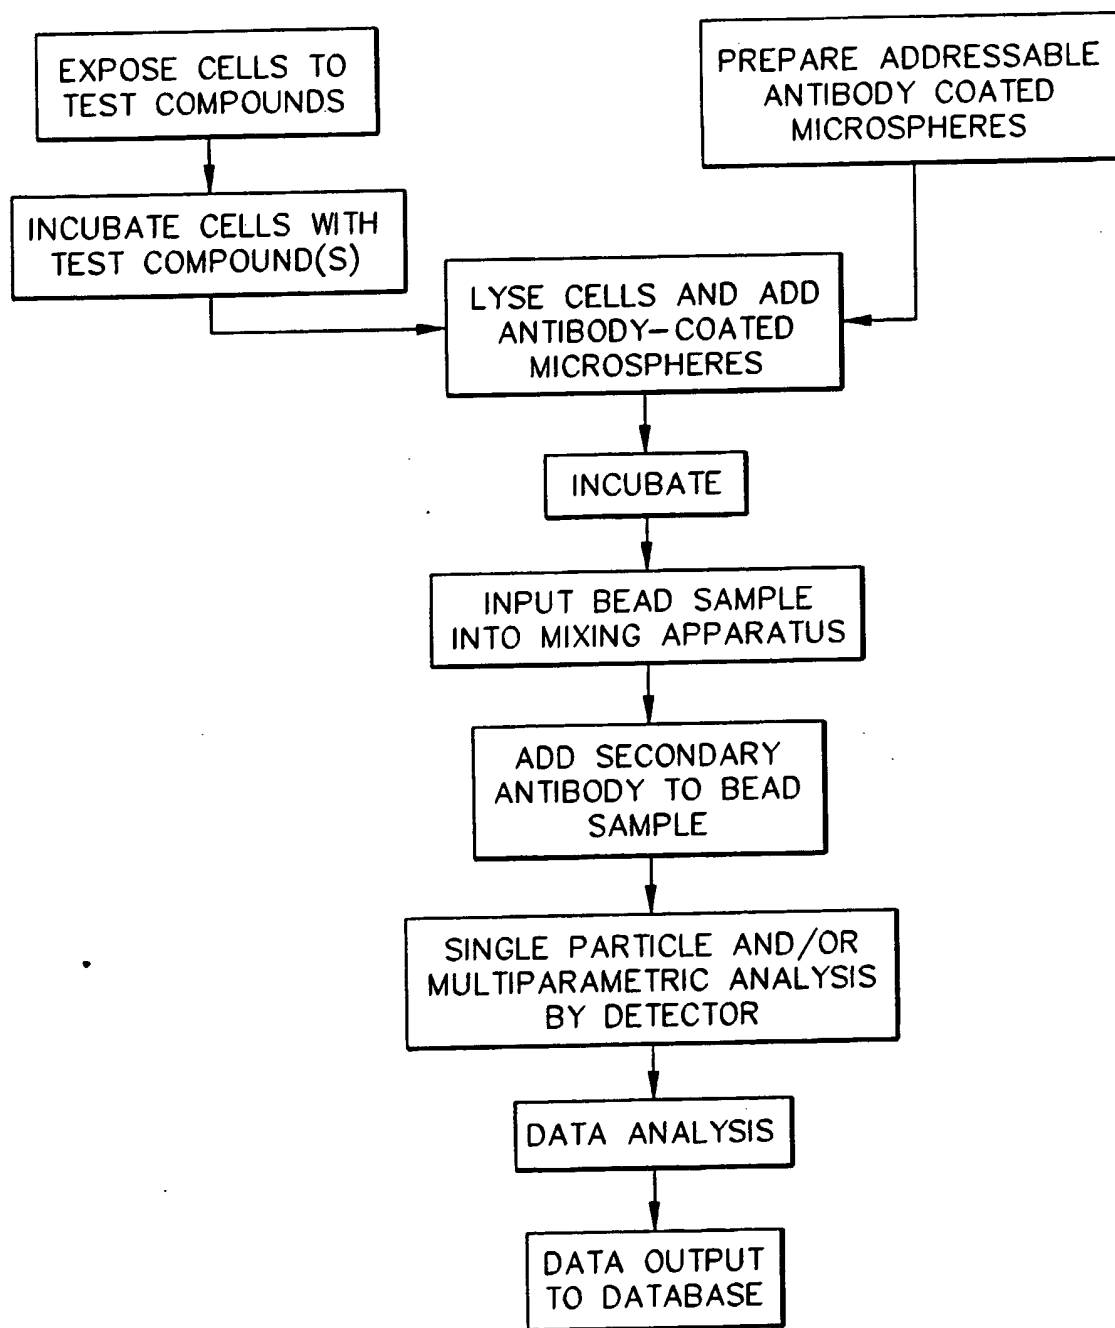 EXPOSE CELLS TO
TEST COMPOUNDS
PREPARE ADDRESSABLE
ANTIBODY COATED
MICROSPHERES
INCUBATE CELLS WITH
TEST COMPOUND(S)
LYSE CELLS AND ADD
ANTIBODY-COATED
MICROSPHERES
INCUBATE
INPUT BEAD SAMPLE
INTO MIXING APPARATUS
ADD SECONDARY
ANTIBODY TO BEAD
SAMPLE
SINGLE PARTICLE AND/OR
MULTIPARAMETRIC ANALYSIS
BY DETECTOR
DATA ANALYSIS
DATA OUTPUT
TO DATABASE